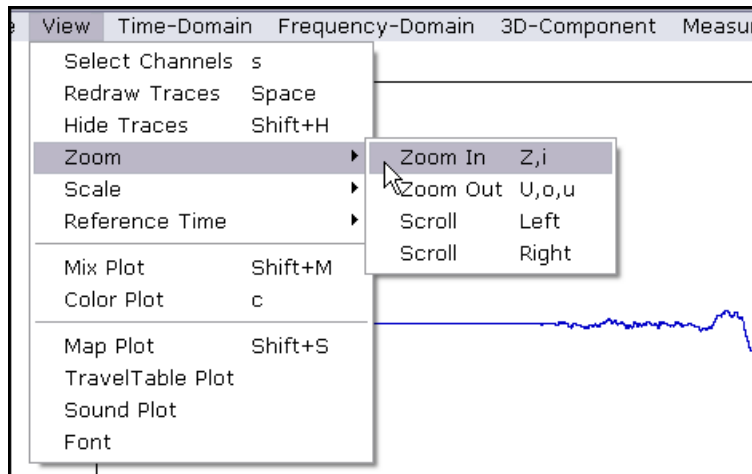 View Time-Domain Frequency-Domain 3D-Component
Select Channels s
Redraw Traces Space
Hide Traces Shift+H
Zoom
Scale
Reference Time
Mix Plot Shift+M
Color Plot c
Map Plot Shift+S
TravelTable Plot
Sound Plot
Font
Zoom In Z,i
Zoom Out U,o,u
Scroll Left
Scroll Right